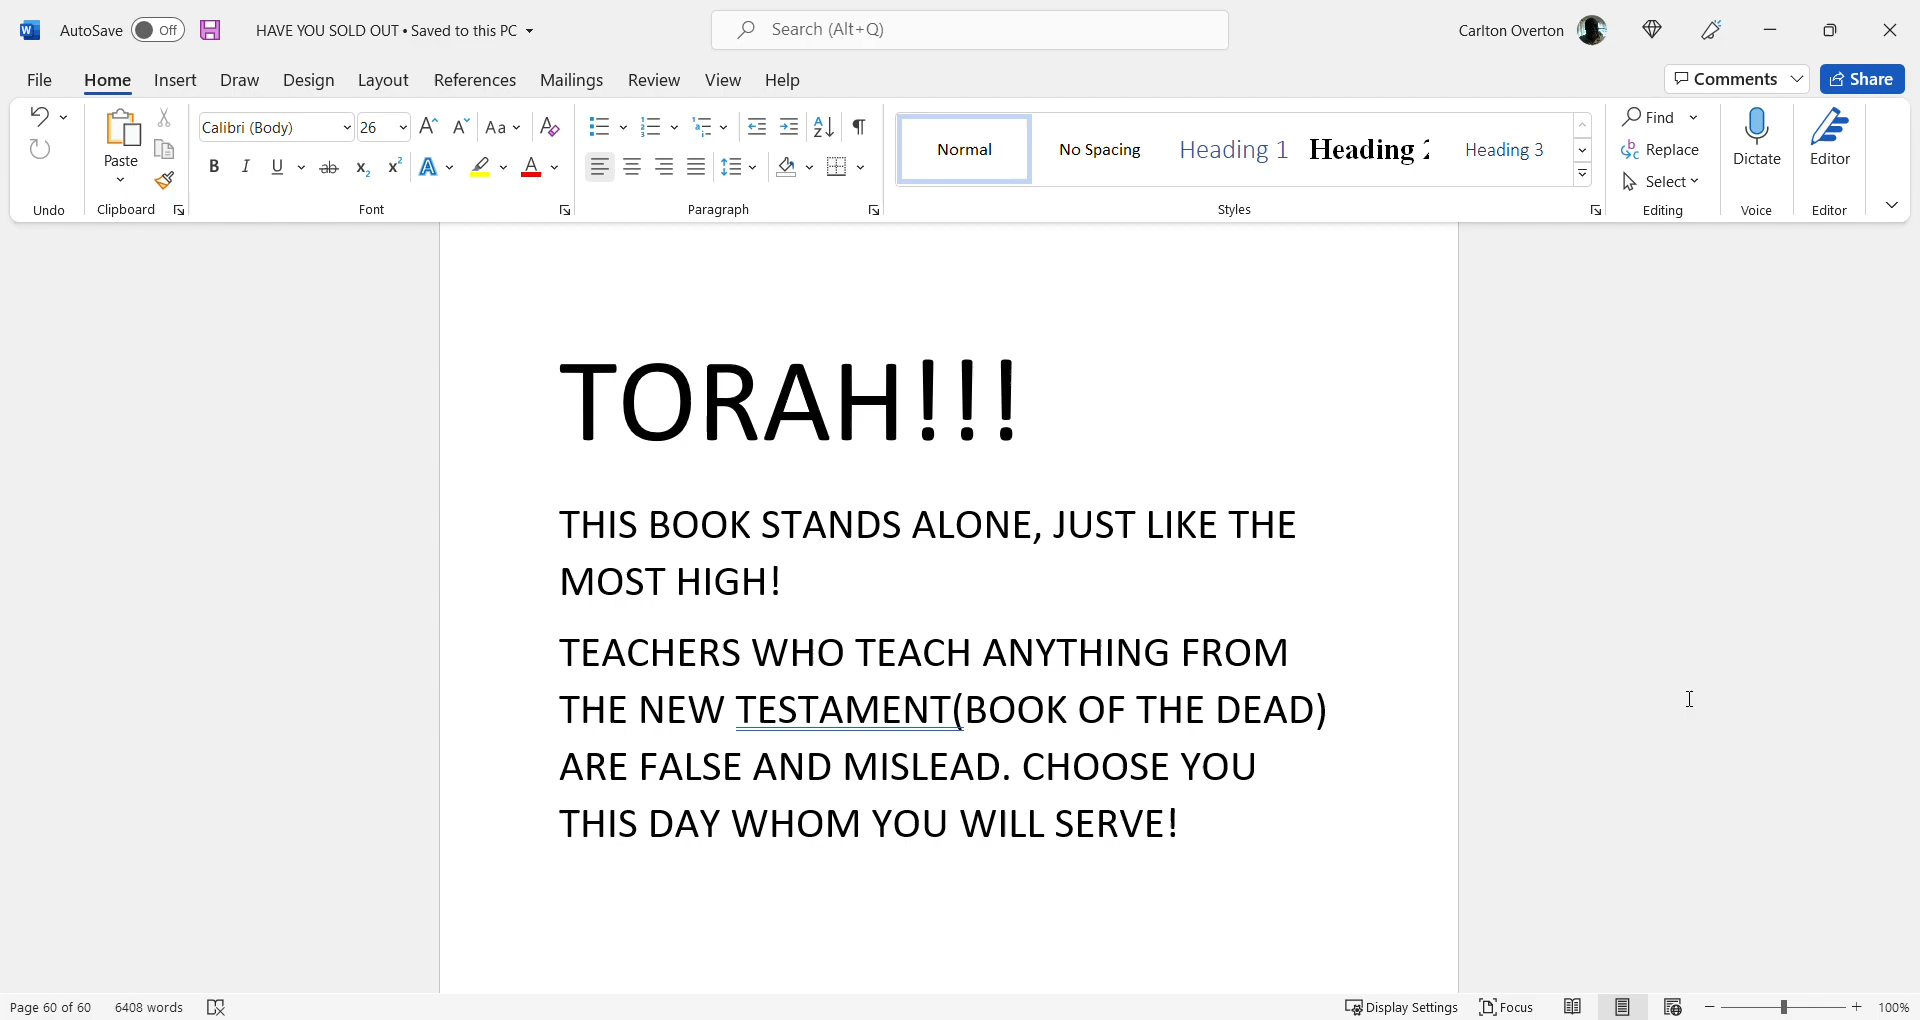 AutoSave Off HAVE YOU SOLD OUT • Saved to this PC Search (Alt+Q) Carlton Overton
File Home Insert Draw Design Layout References Mailings Review View Help Comments Share
Calibri (Body) 26 Aa Normal No Spacing Heading 1 Heading 2 Heading 3 Find
Paste Replace Dictate Editor
B I U ab x₂ x² A A Select
Undo Clipboard Font Paragraph Styles Editing Voice Editor
TORAH!!!
THIS BOOK STANDS ALONE, JUST LIKE THE
MOST HIGH!
TEACHERS WHO TEACH ANYTHING FROM
THE NEW TESTAMENT(BOOK OF THE DEAD)
ARE FALSE AND MISLEAD. CHOOSE YOU
THIS DAY WHOM YOU WILL SERVE!
Page 60 of 60 6408 words Display Settings Focus 100%